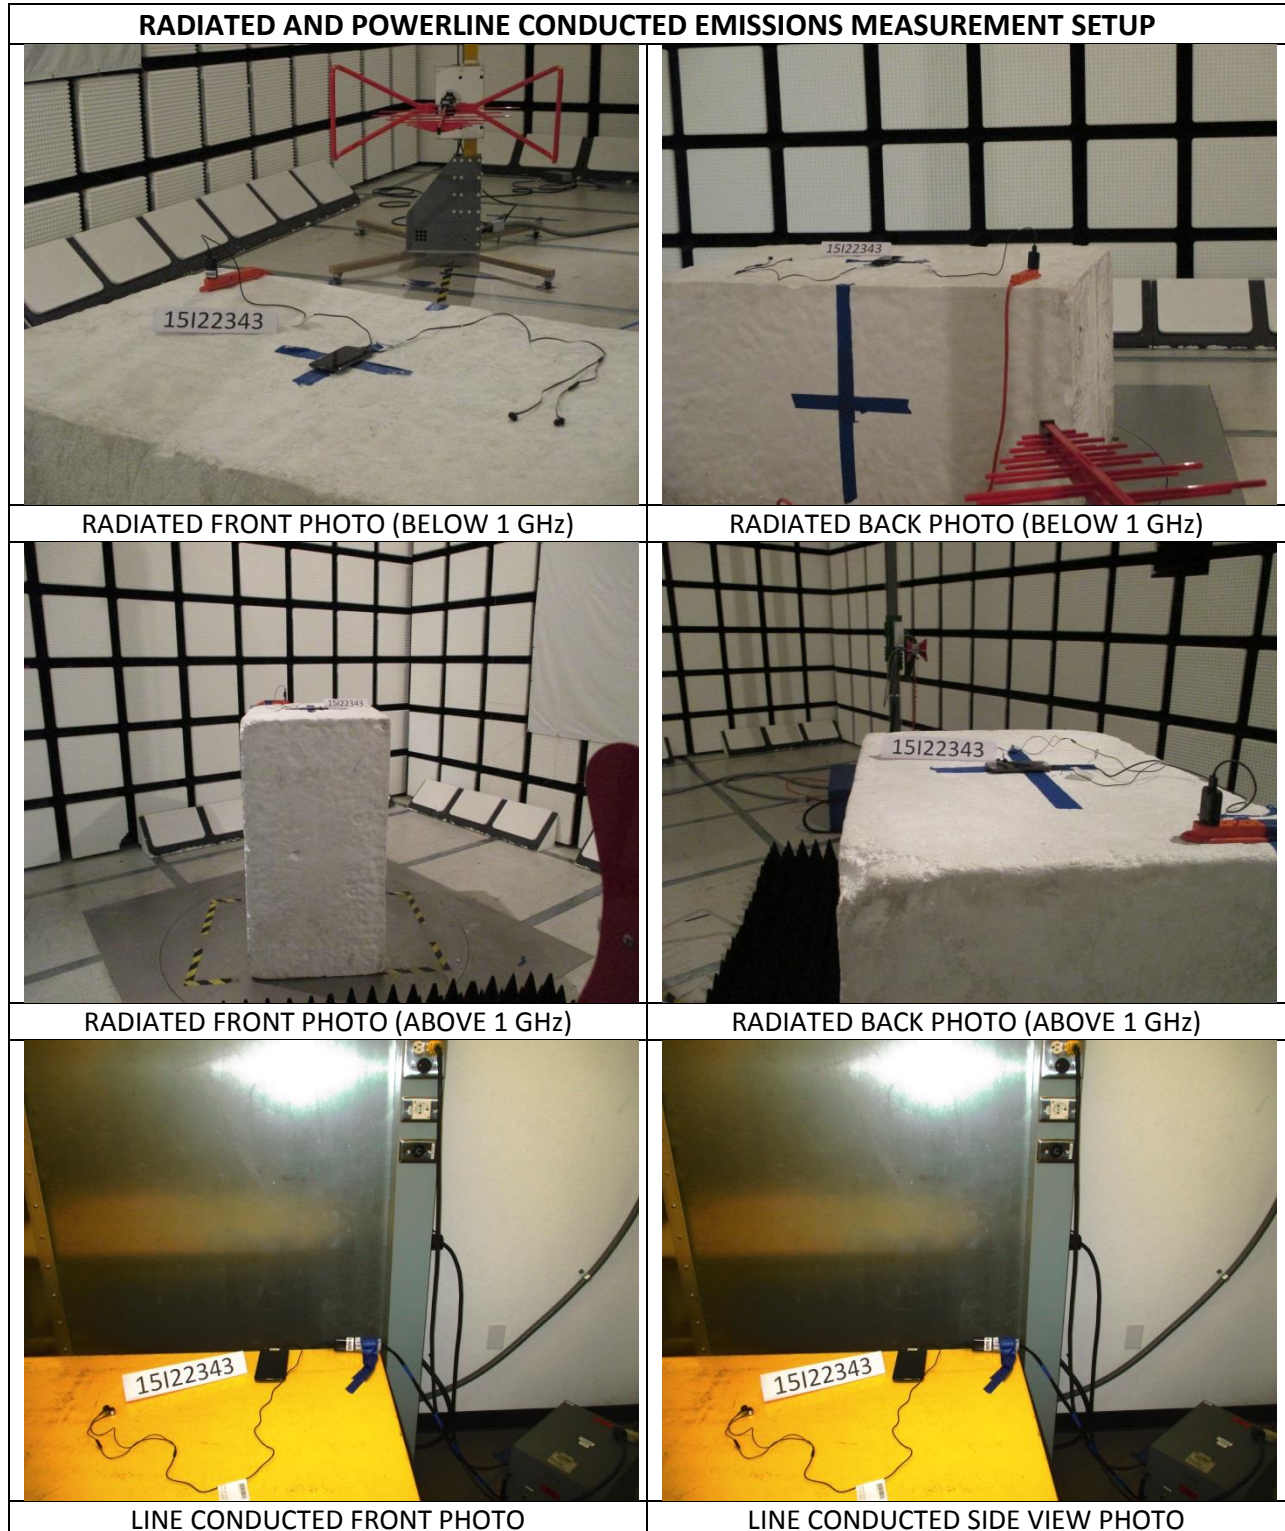 RADIATED AND POWERLINE CONDUCTED EMISSIONS MEASUREMENT SETUP
15I22343
15I22343
RADIATED FRONT PHOTO (BELOW 1 GHz)
RADIATED BACK PHOTO (BELOW 1 GHz)
15I22343
15I22343
RADIATED FRONT PHOTO (ABOVE 1 GHz)
RADIATED BACK PHOTO (ABOVE 1 GHz)
15I22343
15I22343
LINE CONDUCTED FRONT PHOTO
LINE CONDUCTED SIDE VIEW PHOTO